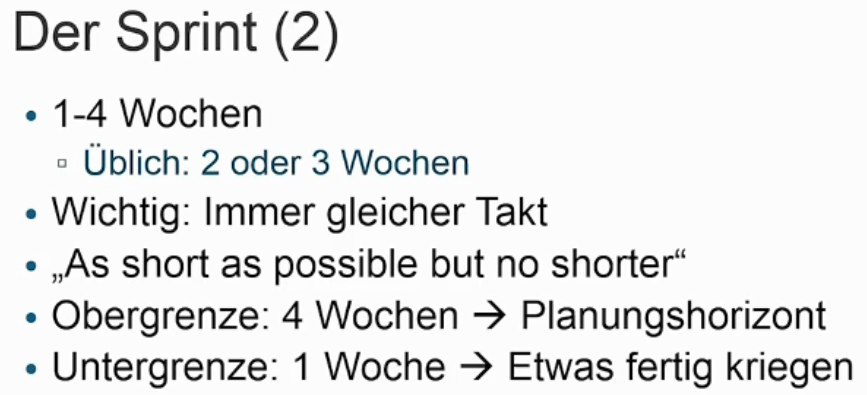 Der Sprint (2)
• 1-4 Wochen
▫ Üblich: 2 oder 3 Wochen
• Wichtig: Immer gleicher Takt
• „As short as possible but no shorter“
• Obergrenze: 4 Wochen → Planungshorizont
• Untergrenze: 1 Woche → Etwas fertig kriegen